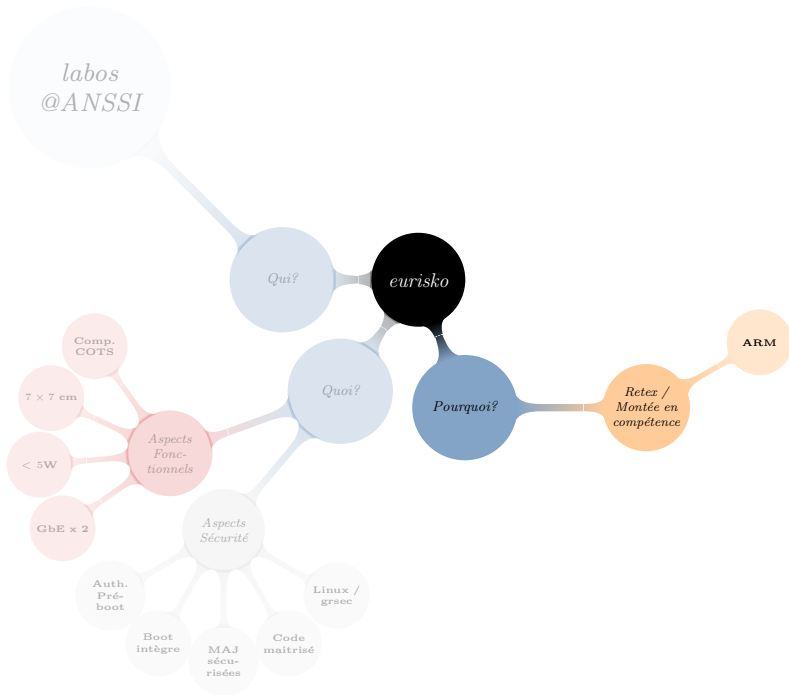 labos
@ANSSI
Qui?
eurisko
Quoi?
Pourquoi?
Retex /
Montée en
compétence
ARM
Comp.
COTS
7 × 7 cm
< 5W
GbE x 2
Aspects
Fonc-
tionnels
Aspects
Sécurité
Auth.
Pré-
boot
Boot
intègre
MAJ
sécu-
risées
Code
maitrisé
Linux /
grsec